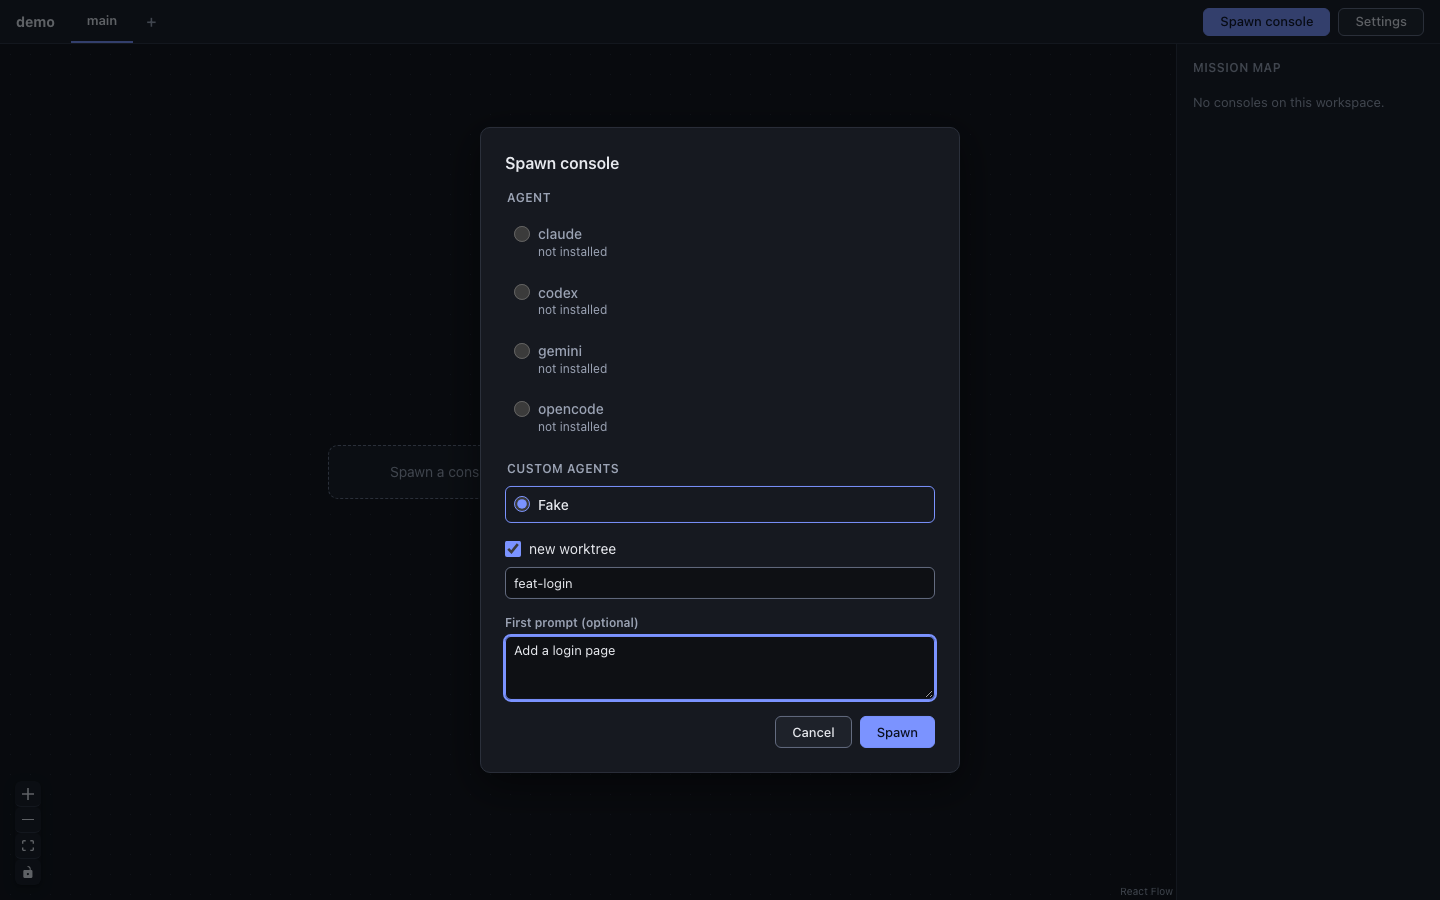 demo
main
+
Spawn console
Settings
MISSION MAP
No consoles on this workspace.
Spawn console
AGENT
claude
not installed
codex
not installed
gemini
not installed
opencode
not installed
Spawn a cons
CUSTOM AGENTS
Fake
new worktree
feat-login
First prompt (optional)
Add a login page
Cancel
Spawn
React Flow